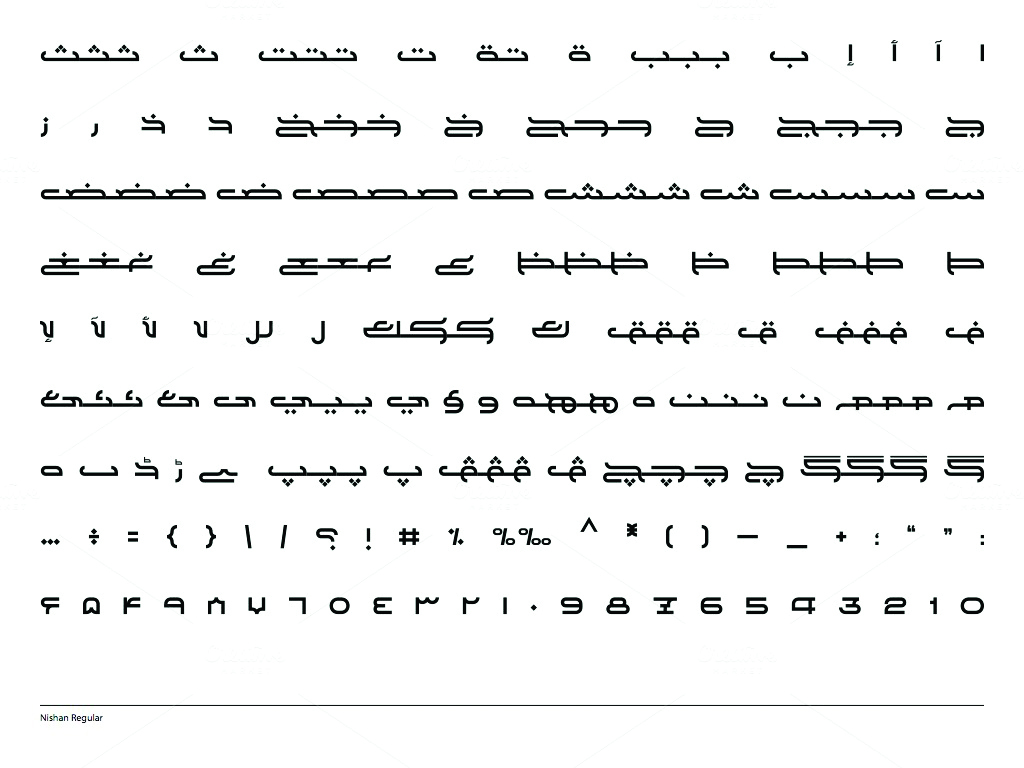 ا آ أ إ ب ببب ة تة ت تتت ث ثثث
ج ججج ح ححح خ خخخ د ذ ر ز
س سسس ش ششش ص صصص ض ضضض
ط ططط ظ ظظظ ع ععع غ غغغ
ف ففف ق ققق ك ككك ل لل لا لأ لآ لإ
م ممم ن ننن ه ههه و ؤ ي ييي ى ئ ئئئ
گ گگگ چ چچچ ڤ ڤڤڤ پ پپپ ے ڑ ڈ ٮ ە
: ” “ ؛ + _ — ( ) * ^ ‰ % ٪ # ! ؟ / \ { } = ÷ …
0 1 2 3 4 5 6 7 8 9 ٠ ١ ٢ ٣ ٤ ٥ ٦ ٧ ٨ ٩ ۴ ۵ ۶
Nishan Regular